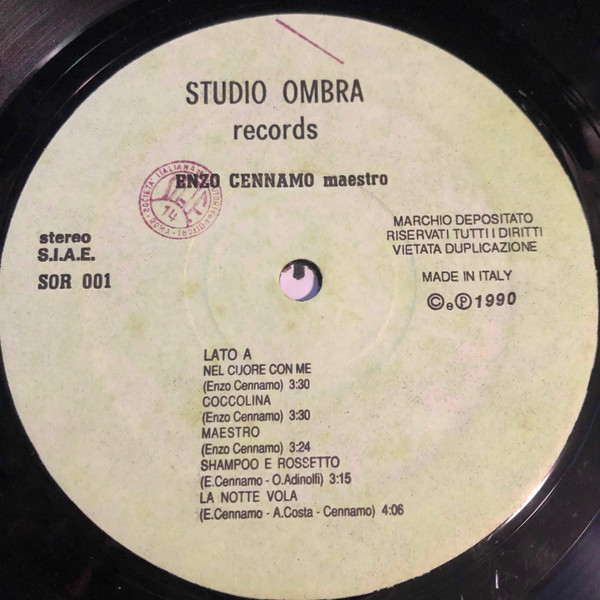 STUDIO OMBRA
records
ENZO CENNAMO maestro
14
stereo
S.I.A.E.
SOR 001
MARCHIO DEPOSITATO
RISERVATI TUTTI I DIRITTI
VIETATA DUPLICAZIONE
MADE IN ITALY
©e℗1990
LATO A
NEL CUORE CON ME
(Enzo Cennamo) 3:30
COCCOLINA
(Enzo Cennamo) 3:30
MAESTRO
(Enzo Cennamo) 3:24
SHAMPOO E ROSSETTO
(E.Cennamo - O.Adinolfi) 3:15
LA NOTTE VOLA
(E.Cennamo - A.Costa - Cennamo) 4:06